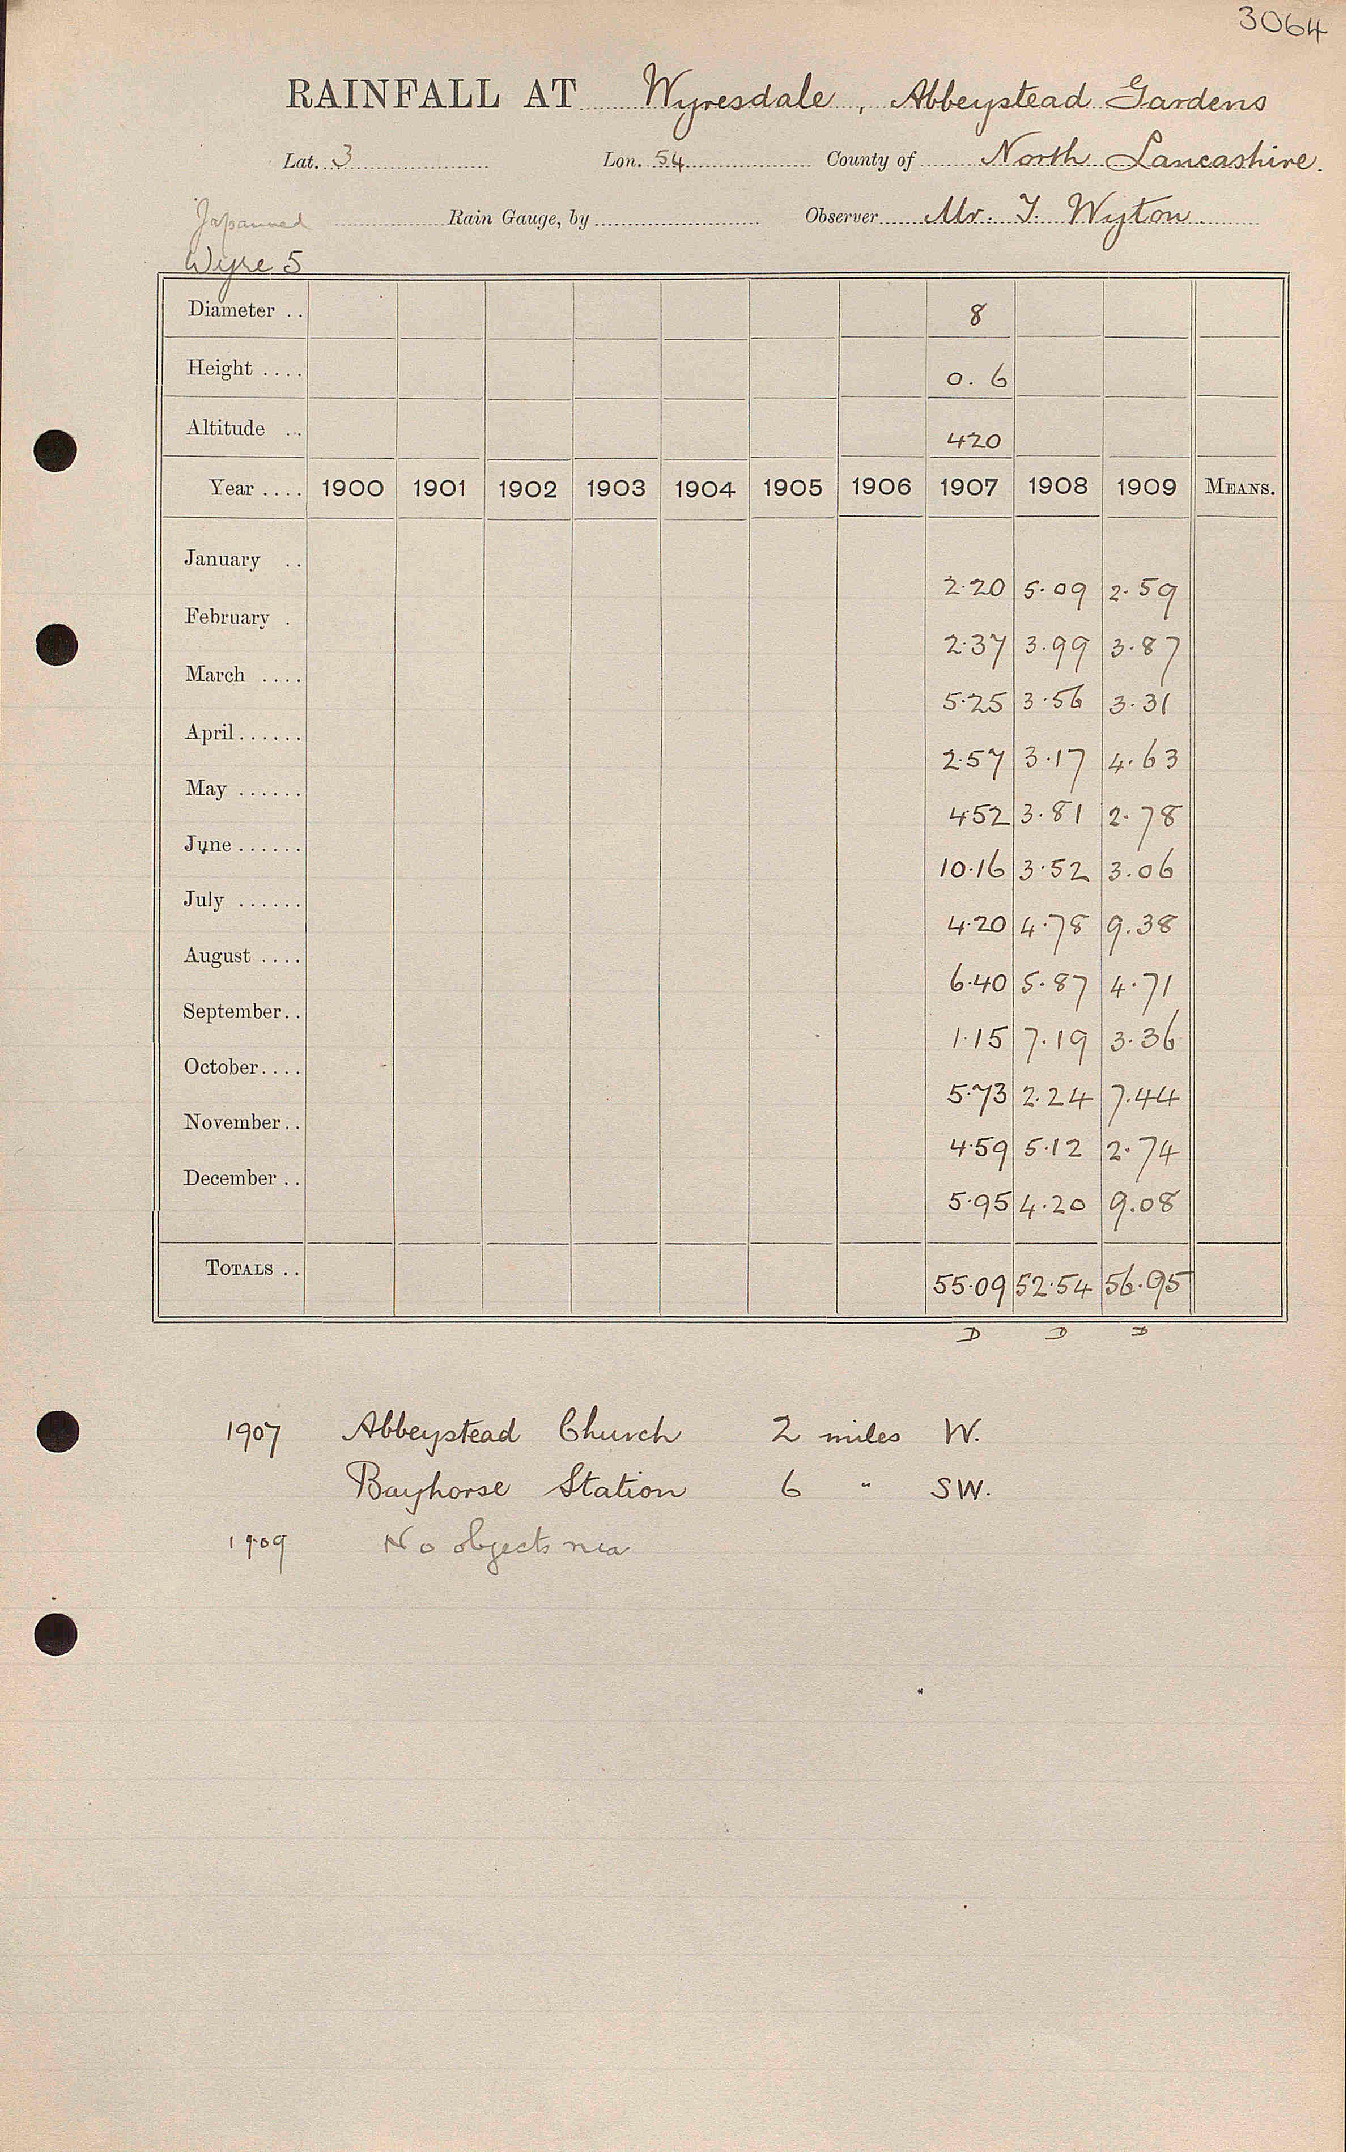 3064
RAINFALL AT Wyresdale, Abbeystead Gardens
Lat. 3 Lon. 54 County of North Lancashire.
Japanned Rain Gauge, by Observer Mr. T. Wyton
Wyre 5
Diameter .. 8
Height .... 0. 6
Altitude .. 420
Year .... 1900 1901 1902 1903 1904 1905 1906 1907 1908 1909 MEANS.
January .. 2.20 5.09 2.59
February . 2.37 3.99 3.87
March .... 5.25 3.56 3.31
April...... 2.57 3.17 4.63
May ...... 4.52 3.81 2.78
June ...... 10.16 3.52 3.06
July ...... 4.20 4.78 9.38
August .... 6.40 5.87 4.71
September.. 1.15 7.19 3.36
October.... 5.73 2.24 7.44
November.. 4.59 5.12 2.74
December .. 5.95 4.20 9.08
TOTALS .. 55.09 52.54 56.95
D D D
1907 Abbeystead Church 2 miles W.
Bayhorse Station 6 " SW.
1909 No objects near